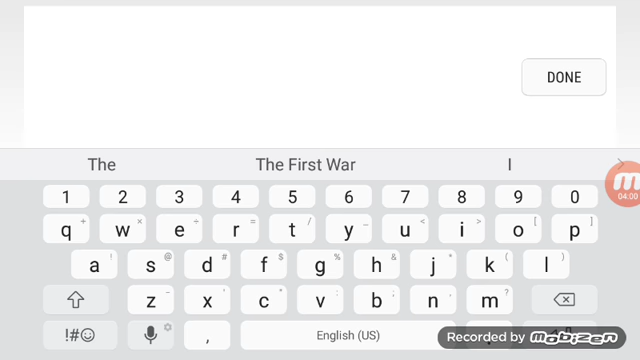 DONE
The The First War I
1 2 3 4 5 6 7 8 9 0
q + w × e ÷ r = t / y _ u < i > o [ p ]
a ! s @ d # f $ g % h & j * k ( l )
z - x ' c " v : b ; n , m ?
!#☺ , English (US)
04:00
Recorded by mobizen